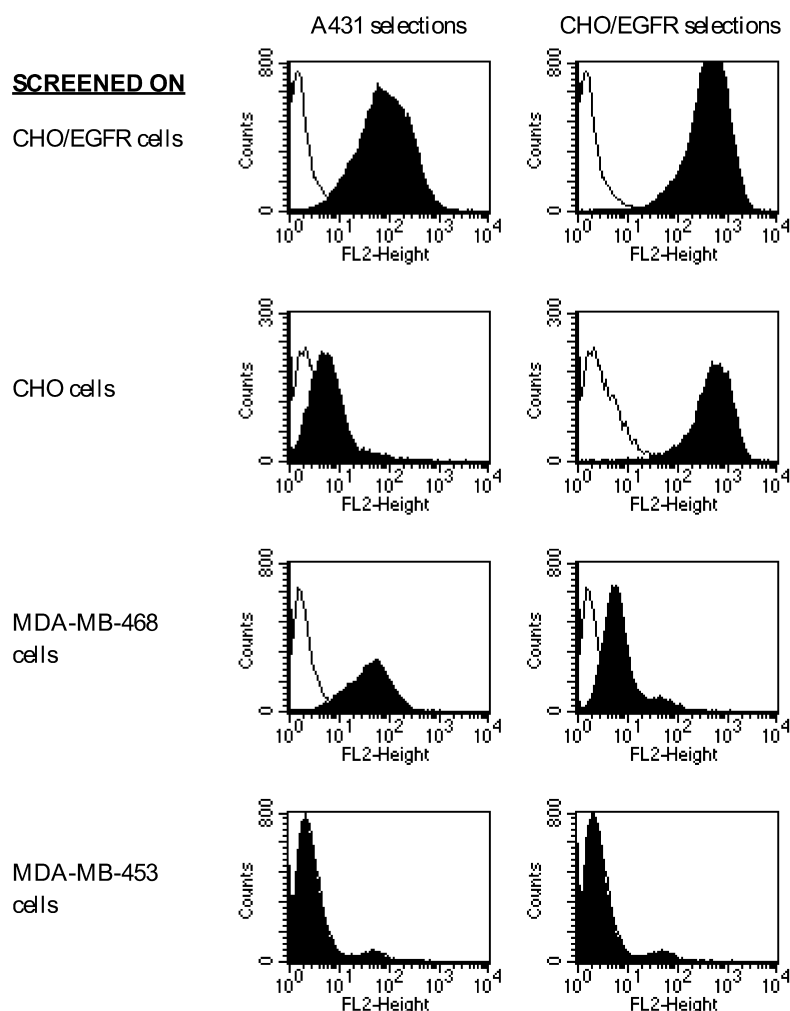 A431 selections CHO/EGFR selections
SCREENED ON
CHO/EGFR cells
800
Counts
0
10^0 10^1 10^2 10^3 10^4
FL2-Height
800
Counts
0
10^0 10^1 10^2 10^3 10^4
FL2-Height
CHO cells
300
Counts
0
10^0 10^1 10^2 10^3 10^4
FL2-Height
300
Counts
0
10^0 10^1 10^2 10^3 10^4
FL2-Height
MDA-MB-468
cells
800
Counts
0
10^0 10^1 10^2 10^3 10^4
FL2-Height
800
Counts
0
10^0 10^1 10^2 10^3 10^4
FL2-Height
MDA-MB-453
cells
800
Counts
0
10^0 10^1 10^2 10^3 10^4
FL2-Height
800
Counts
0
10^0 10^1 10^2 10^3 10^4
FL2-Height